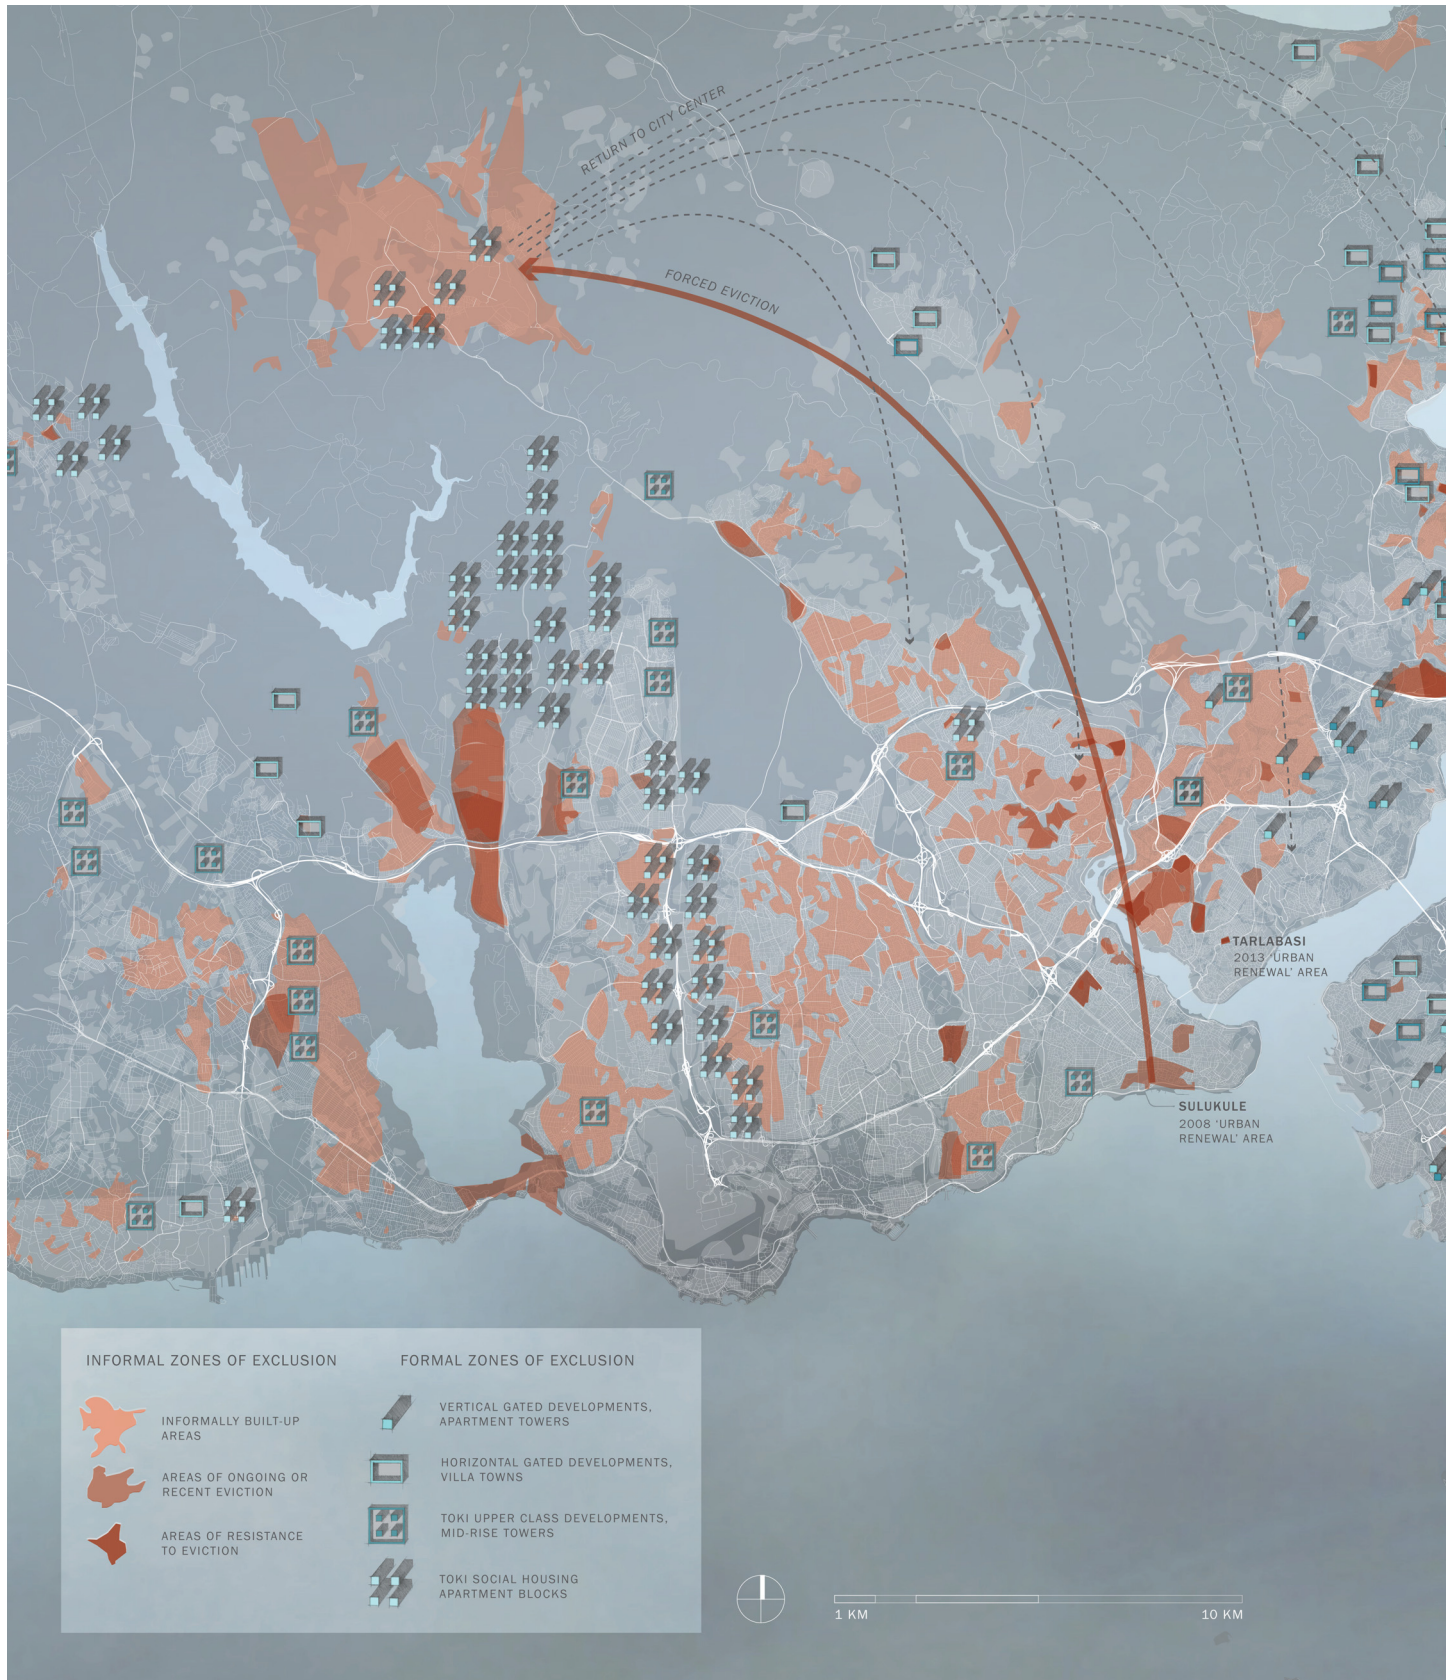 RETURN TO CITY CENTER
FORCED EVICTION
TARLABASI
2013 'URBAN
RENEWAL' AREA
SULUKULE
2008 'URBAN
RENEWAL' AREA
INFORMAL ZONES OF EXCLUSION
INFORMALLY BUILT-UP
AREAS
AREAS OF ONGOING OR
RECENT EVICTION
AREAS OF RESISTANCE
TO EVICTION
FORMAL ZONES OF EXCLUSION
VERTICAL GATED DEVELOPMENTS,
APARTMENT TOWERS
HORIZONTAL GATED DEVELOPMENTS,
VILLA TOWNS
TOKI UPPER CLASS DEVELOPMENTS,
MID-RISE TOWERS
TOKI SOCIAL HOUSING
APARTMENT BLOCKS
1 KM
10 KM